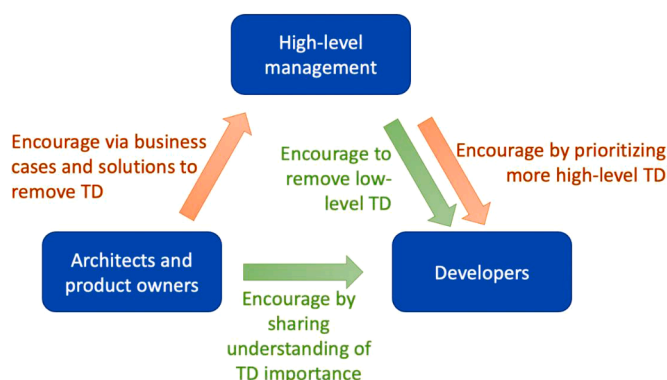 High-level
management
Encourage via business
cases and solutions to
remove TD
Encourage to
remove low-
level TD
Encourage by prioritizing
more high-level TD
Architects and
product owners
Developers
Encourage by
sharing
understanding of
TD importance